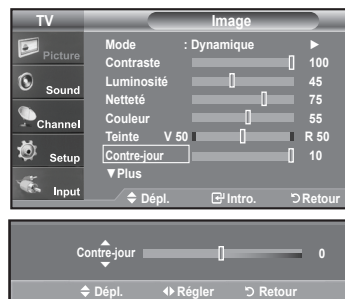 TV Image
Picture
Sound
Channel
Setup
Input
Mode : Dynamique ►
Contraste 100
Luminosité 45
Netteté 75
Couleur 55
Teinte V 50 R 50
Contre-jour 10
▼Plus
Dépl. Intro. Retour
Contre-jour 0
Dépl. Régler Retour